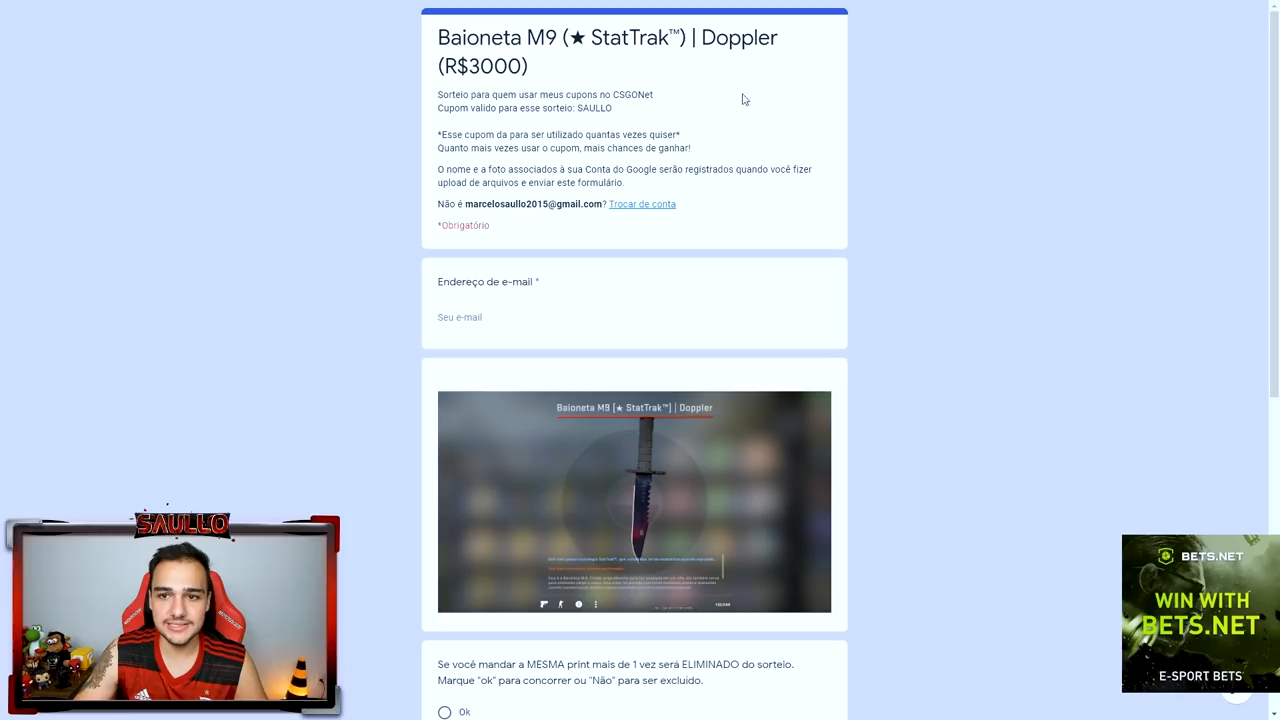 Baioneta M9 (★ StatTrak™) | Doppler
(R$3000)
Sorteio para quem usar meus cupons no CSGONet
Cupom valido para esse sorteio: SAULLO
*Esse cupom da para ser utilizado quantas vezes quiser*
Quanto mais vezes usar o cupom, mais chances de ganhar!
O nome e a foto associados à sua Conta do Google serão registrados quando você fizer
upload de arquivos e enviar este formulário.
Não é marcelosaullo2015@gmail.com? Trocar de conta
*Obrigatório
Endereço de e-mail *
Seu e-mail
Baioneta M9 (★ StatTrak™) | Doppler
FECHAR
Se você mandar a MESMA print mais de 1 vez será ELIMINADO do sorteio.
Marque "ok" para concorrer ou "Não" para ser excluido.
Ok
SAULLO
BETS.NET
WIN WITH
BETS.NET
E-SPORT BETS